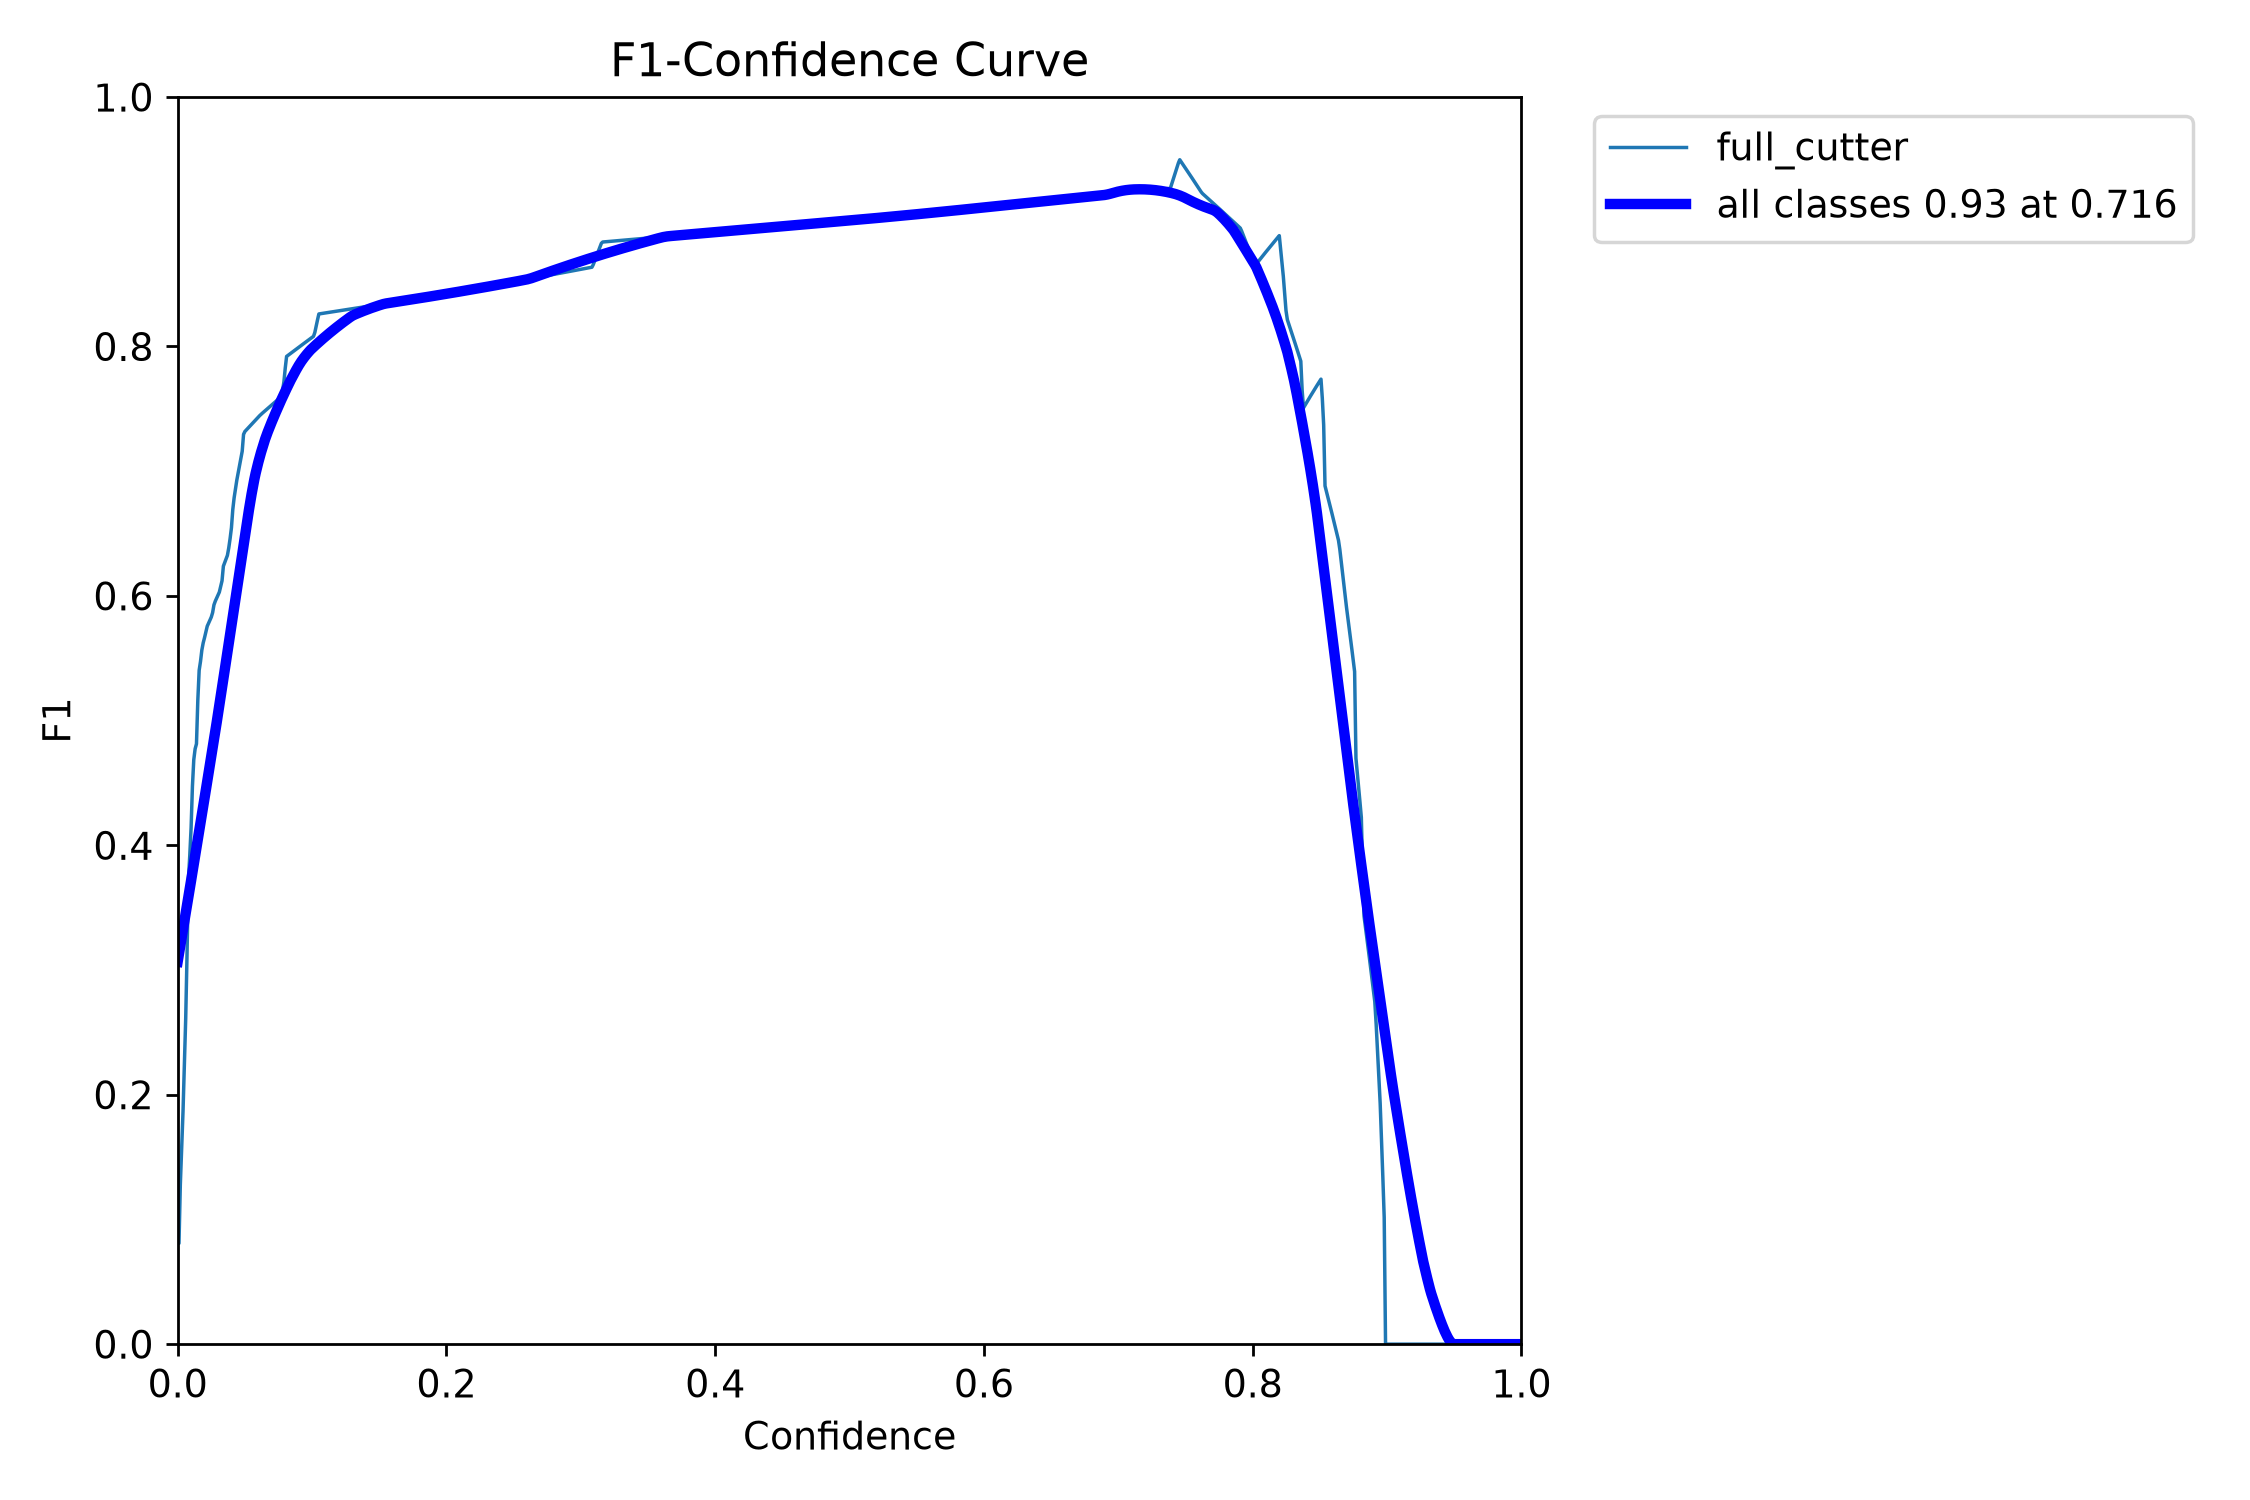 F1-Confidence Curve
1.0
0.8
0.6
0.4
0.2
0.0
F1
0.0 0.2 0.4 0.6 0.8 1.0
Confidence
full_cutter
all classes 0.93 at 0.716